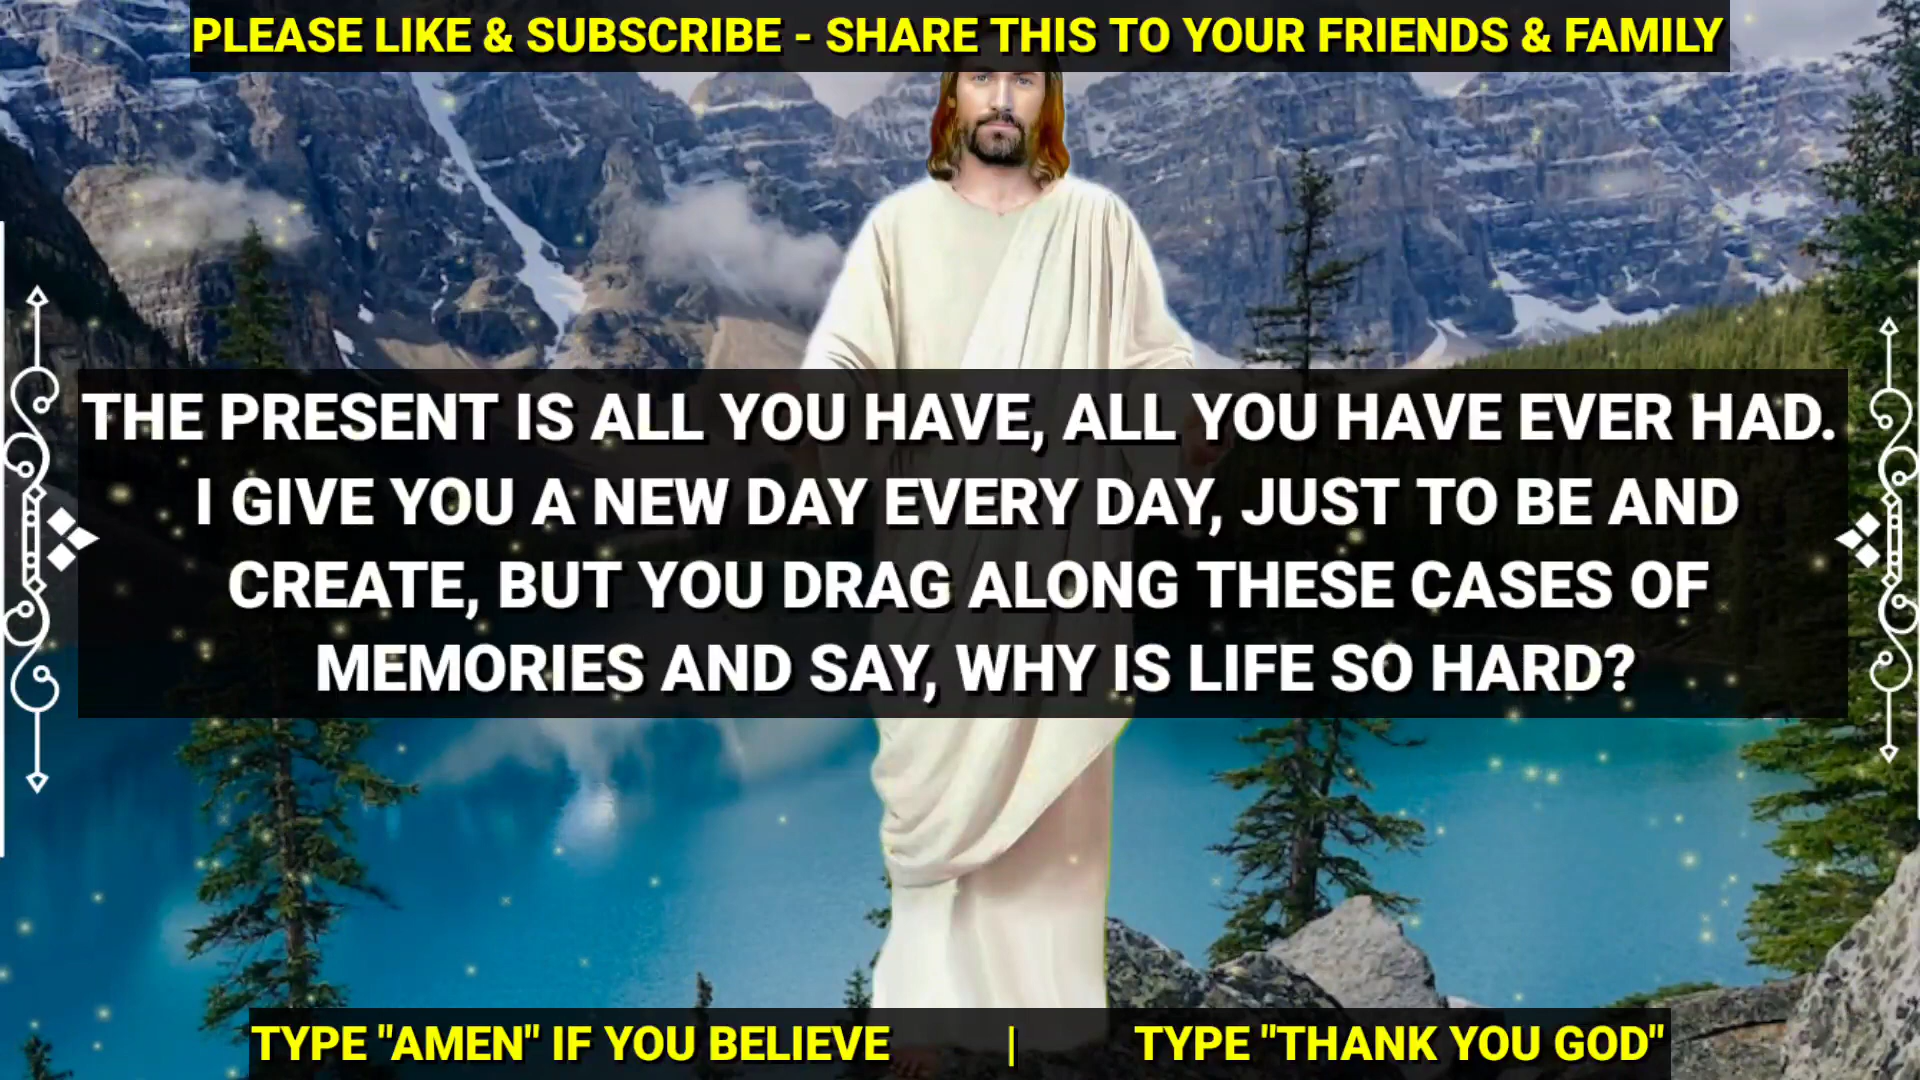 PLEASE LIKE & SUBSCRIBE - SHARE THIS TO YOUR FRIENDS & FAMILY
THE PRESENT IS ALL YOU HAVE, ALL YOU HAVE EVER HAD.
I GIVE YOU A NEW DAY EVERY DAY, JUST TO BE AND
CREATE, BUT YOU DRAG ALONG THESE CASES OF
MEMORIES AND SAY, WHY IS LIFE SO HARD?
TYPE "AMEN" IF YOU BELIEVE | TYPE "THANK YOU GOD"